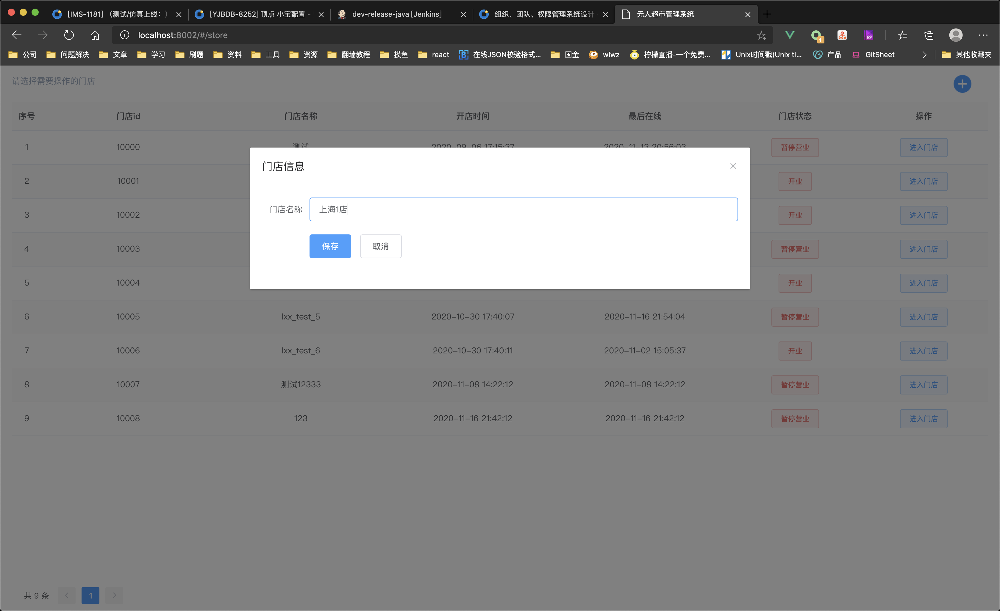 [IMS-1181] （测试/仿真上线：）
[YJBDB-8252] 顶点 小宝配置 -
dev-release-java [Jenkins]
组织、团队、权限管理系统设计
无人超市管理系统
localhost:8002/#/store
1
RP
公司 问题解决 文章 学习 刷题 资料 工具 资源 翻墙教程 摸鱼 react 在线JSON校验格式... 国金 wlwz 柠檬直播-一个免费... Unix时间戳(Unix ti... 产品 GitSheet 其他收藏夹
请选择需要操作的门店
序号 门店id 门店名称 开店时间 最后在线 门店状态 操作
1 10000 测试 2020-09-06 17:15:37 2020-11-13 20:56:03 暂停营业 进入门店
门店信息
2 10001 开业 进入门店
3 10002 开业 进入门店
门店名称 上海1店
保存 取消
4 10003 暂停营业 进入门店
5 10004 开业 进入门店
6 10005 lxx_test_5 2020-10-30 17:40:07 2020-11-16 21:54:04 暂停营业 进入门店
7 10006 lxx_test_6 2020-10-30 17:40:11 2020-11-02 15:05:37 开业 进入门店
8 10007 测试12333 2020-11-08 14:22:12 2020-11-08 14:22:12 暂停营业 进入门店
9 10008 123 2020-11-16 21:42:12 2020-11-16 21:42:12 暂停营业 进入门店
共 9 条 1